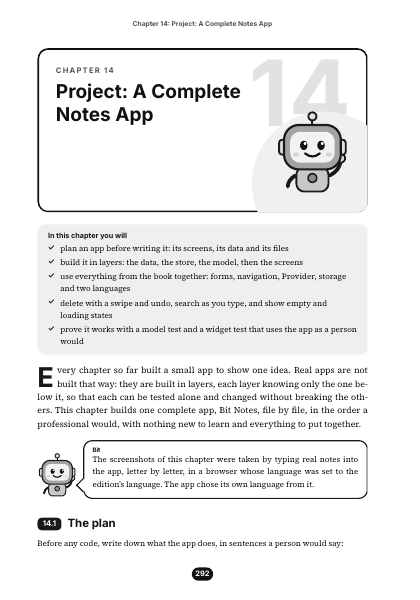 Chapter 14: Project: A Complete Notes App
14
CHAPTER 14
Project: A Complete
Notes App
In this chapter you will
✓ plan an app before writing it: its screens, its data and its files
✓ build it in layers: the data, the store, the model, then the screens
✓ use everything from the book together: forms, navigation, Provider, storage
and two languages
✓ delete with a swipe and undo, search as you type, and show empty and
loading states
✓ prove it works with a model test and a widget test that uses the app as a person
would
Every chapter so far built a small app to show one idea. Real apps are not
built that way: they are built in layers, each layer knowing only the one be-
low it, so that each can be tested alone and changed without breaking the oth-
ers. This chapter builds one complete app, Bit Notes, file by file, in the order a
professional would, with nothing new to learn and everything to put together.
Bit
The screenshots of this chapter were taken by typing real notes into
the app, letter by letter, in a browser whose language was set to the
edition's language. The app chose its own language from it.
14.1 The plan
Before any code, write down what the app does, in sentences a person would say:
292